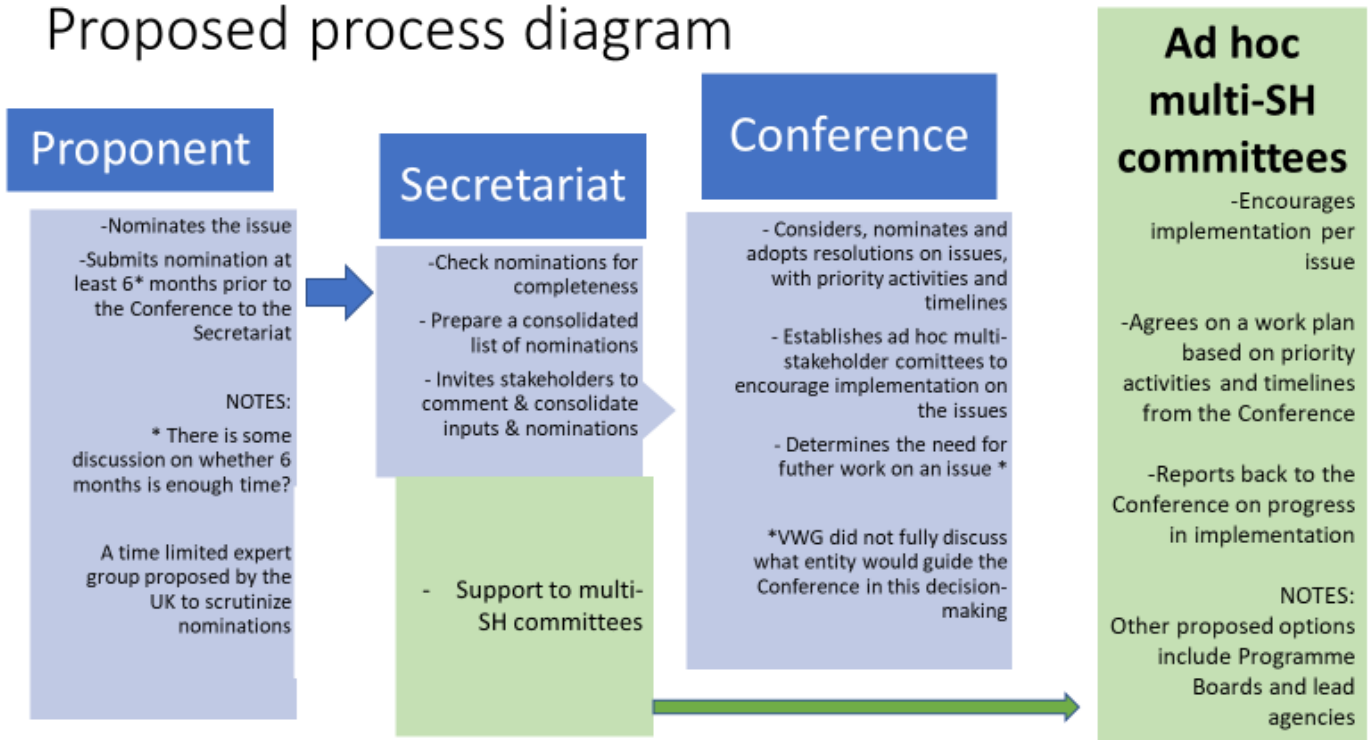 Proposed process diagram
Proponent
-Nominates the issue
-Submits nomination at
least 6* months prior to
the Conference to the
Secretariat
NOTES:
* There is some
discussion on whether 6
months is enough time?
A time limited expert
group proposed by the
UK to scrutinize
nominations
Secretariat
-Check nominations for
completeness
- Prepare a consolidated
list of nominations
- Invites stakeholders to
comment & consolidate
inputs & nominations
- Support to multi-
SH committees
Conference
- Considers, nominates and
adopts resolutions on issues,
with priority activities and
timelines
- Establishes ad hoc multi-
stakeholder comittees to
encourage implementation on
the issues
- Determines the need for
futher work on an issue *
*VWG did not fully discuss
what entity would guide the
Conference in this decision-
making
Ad hoc
multi-SH
committees
-Encourages
implementation per
issue
-Agrees on a work plan
based on priority
activities and timelines
from the Conference
-Reports back to the
Conference on progress
in implementation
NOTES:
Other proposed options
include Programme
Boards and lead
agencies